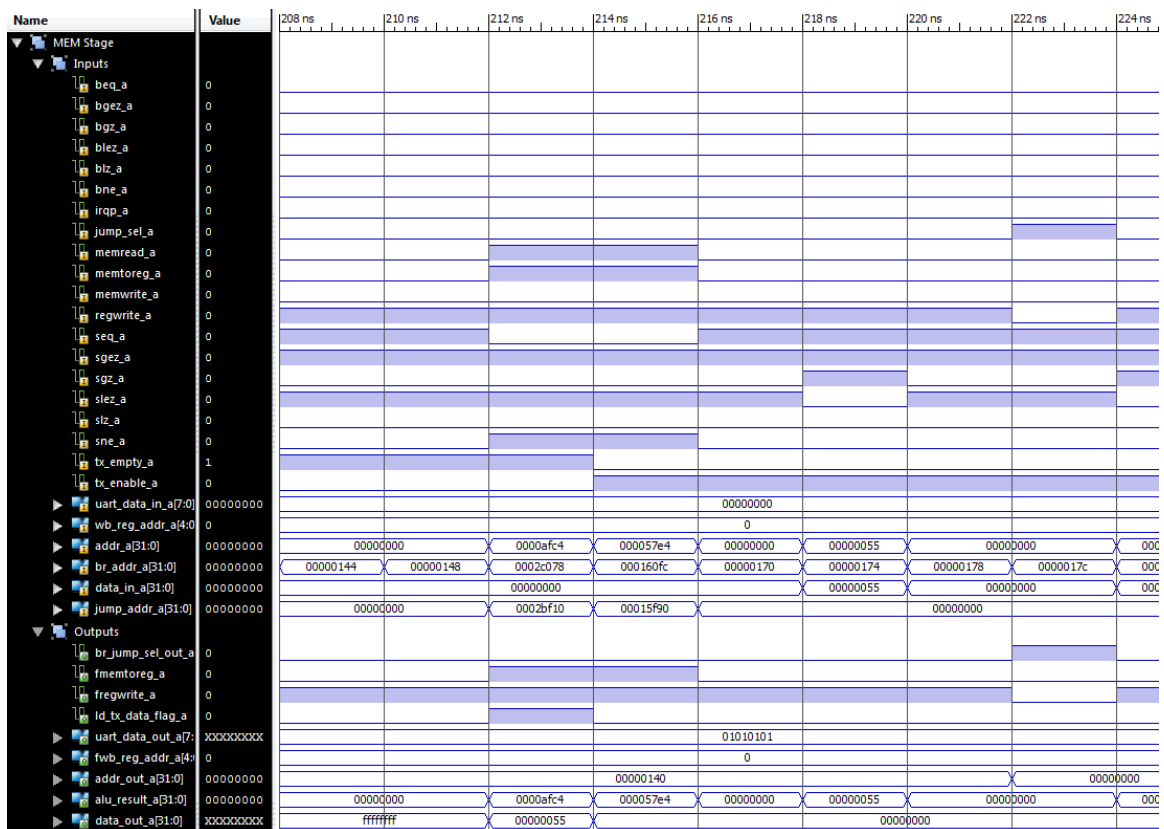 Name Value 208 ns 210 ns 212 ns 214 ns 216 ns 218 ns 220 ns 222 ns 224 ns
MEM Stage
Inputs
beq_a 0
bgez_a 0
bgz_a 0
blez_a 0
blz_a 0
bne_a 0
irqp_a 0
jump_sel_a 0
memread_a 0
memtoreg_a 0
memwrite_a 0
regwrite_a 0
seq_a 0
sgez_a 0
sgz_a 0
slez_a 0
slz_a 0
sne_a 0
tx_empty_a 1
tx_enable_a 0
uart_data_in_a[7:0] 00000000 00000000
wb_reg_addr_a[4:0 0 0
addr_a[31:0] 00000000 00000000 0000afc4 000057e4 00000000 00000055 00000000 000
br_addr_a[31:0] 00000000 00000144 00000148 0002c078 000160fc 00000170 00000174 00000178 0000017c 000
data_in_a[31:0] 00000000 00000000 00000055 00000000 000
jump_addr_a[31:0] 00000000 00000000 0002bf10 00015f90 00000000
Outputs
br_jump_sel_out_a 0
fmemtoreg_a 0
fregwrite_a 0
ld_tx_data_flag_a 0
uart_data_out_a[7: XXXXXXXX 01010101
fwb_reg_addr_a[4: 0 0
addr_out_a[31:0] 00000000 00000140 00000000
alu_result_a[31:0] 00000000 00000000 0000afc4 000057e4 00000000 00000055 00000000 000
data_out_a[31:0] XXXXXXXX ffffffff 00000055 00000000